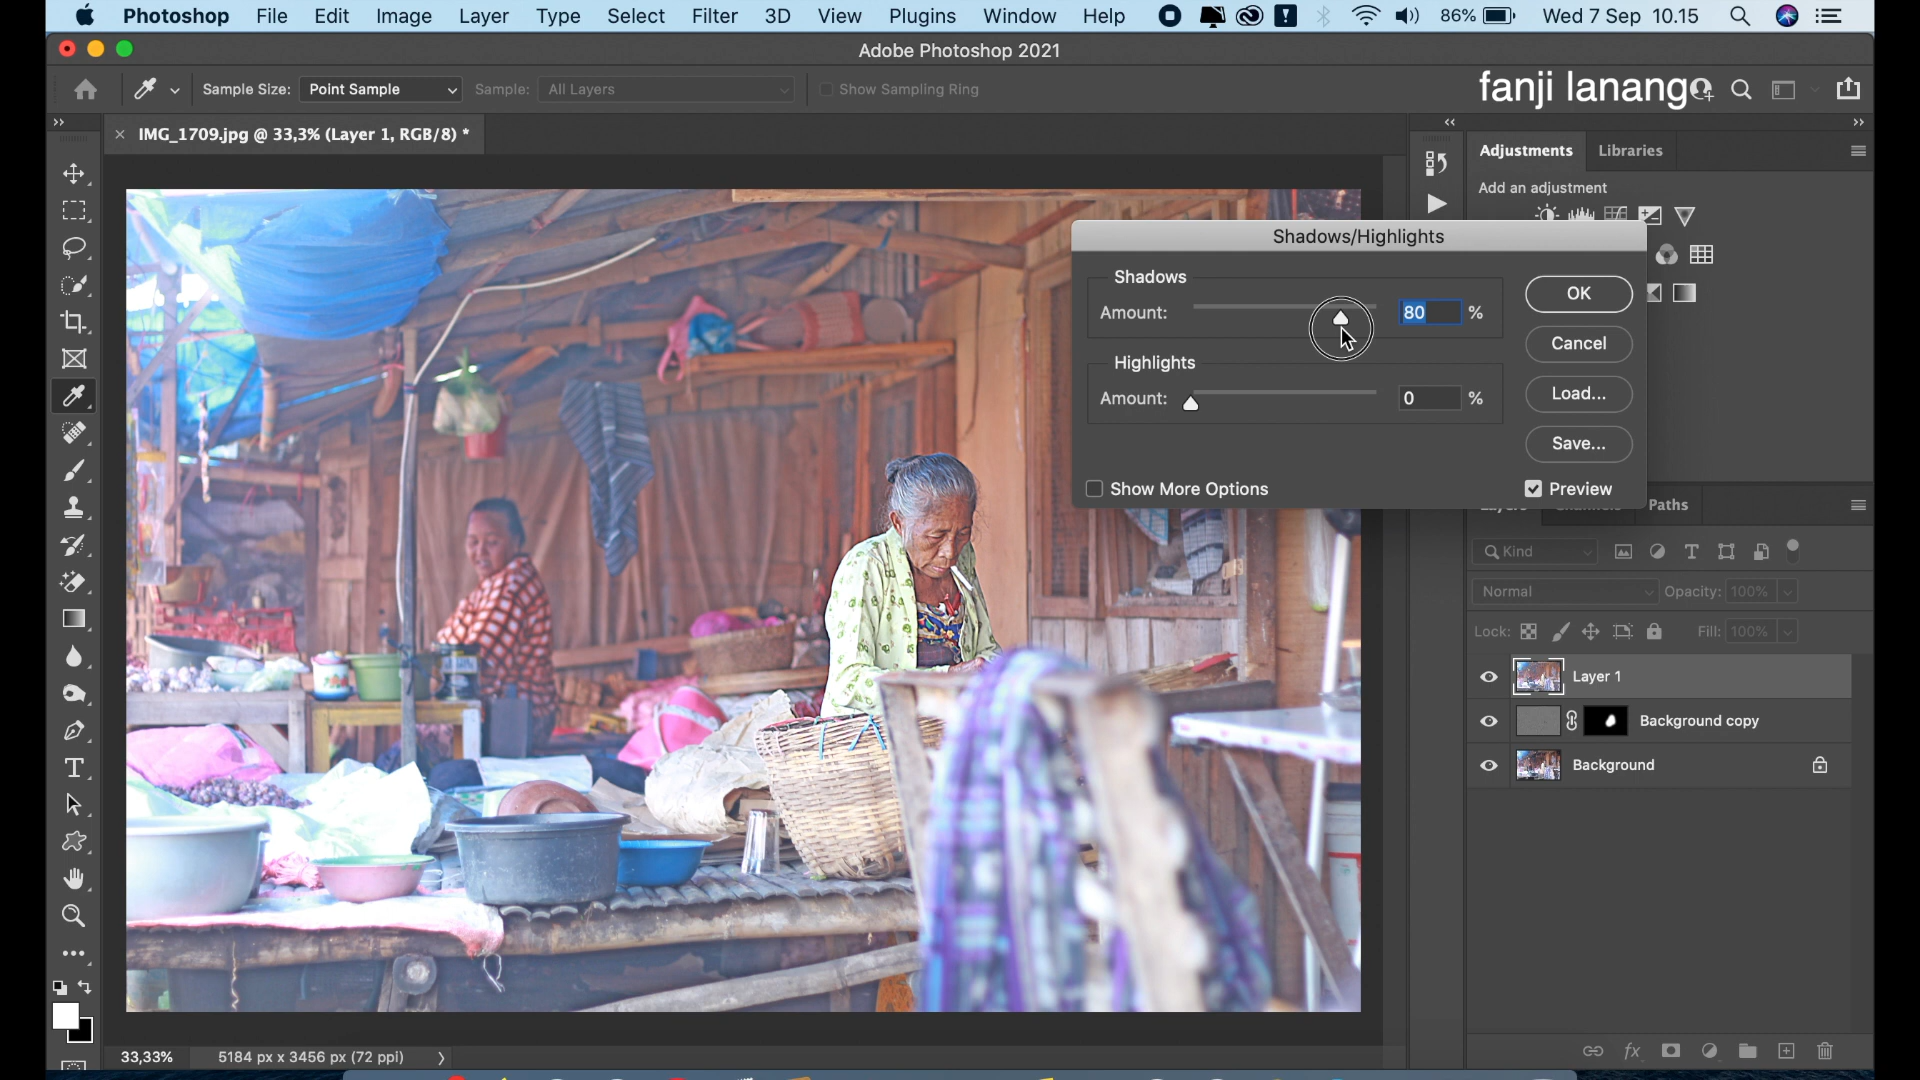 Photoshop File Edit Image Layer Type Select Filter 3D View Plugins Window Help 86% Wed 7 Sep 10.15
Adobe Photoshop 2021
Sample Size: Point Sample Sample: All Layers Show Sampling Ring
fanji lanang
IMG_1709.jpg @ 33,3% (Layer 1, RGB/8) *
Adjustments Libraries
Add an adjustment
Shadows/Highlights
Shadows
Amount: 80 %
Highlights
Amount: 0 %
OK
Cancel
Load...
Save...
Show More Options
Preview
Layers Channels Paths
Kind
Normal Opacity: 100%
Lock: Fill: 100%
Layer 1
Background copy
Background
33,33% 5184 px x 3456 px (72 ppi)
fx